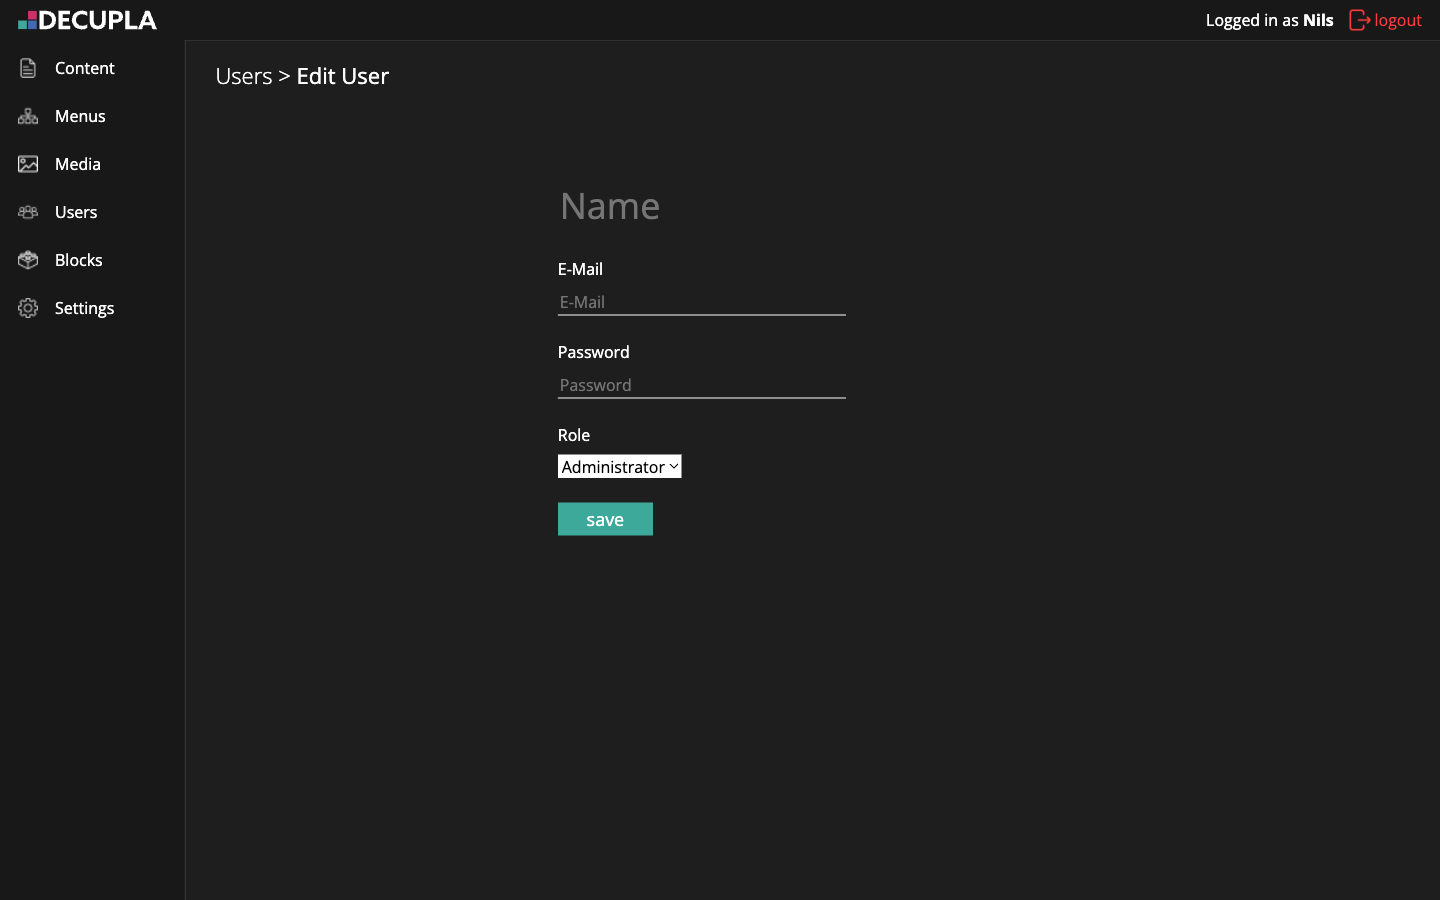 DECUPLA
Logged in as Nils
logout
Content
Menus
Media
Users
Blocks
Settings
Users > Edit User
Name
E-Mail
E-Mail
Password
Password
Role
Administrator
save